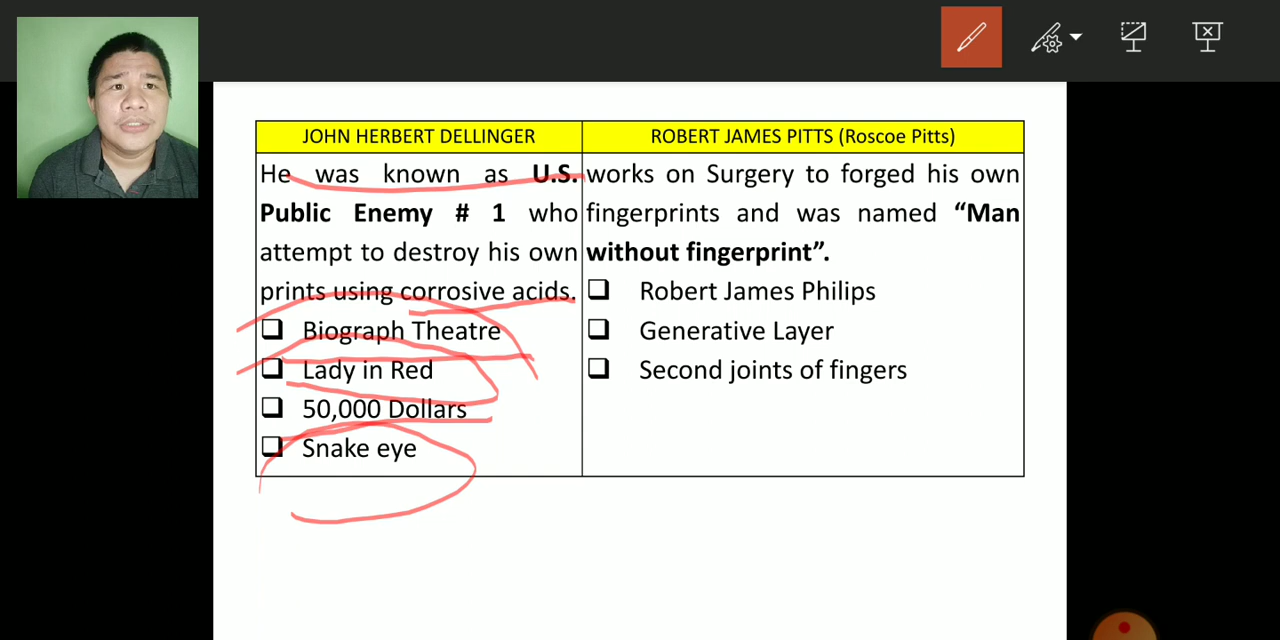 JOHN HERBERT DELLINGER
He was known as U.S.
Public Enemy # 1 who
attempt to destroy his own
prints using corrosive acids.
Biograph Theatre
Lady in Red
50,000 Dollars
Snake eye
ROBERT JAMES PITTS (Roscoe Pitts)
works on Surgery to forged his own
fingerprints and was named “Man
without fingerprint”.
Robert James Philips
Generative Layer
Second joints of fingers